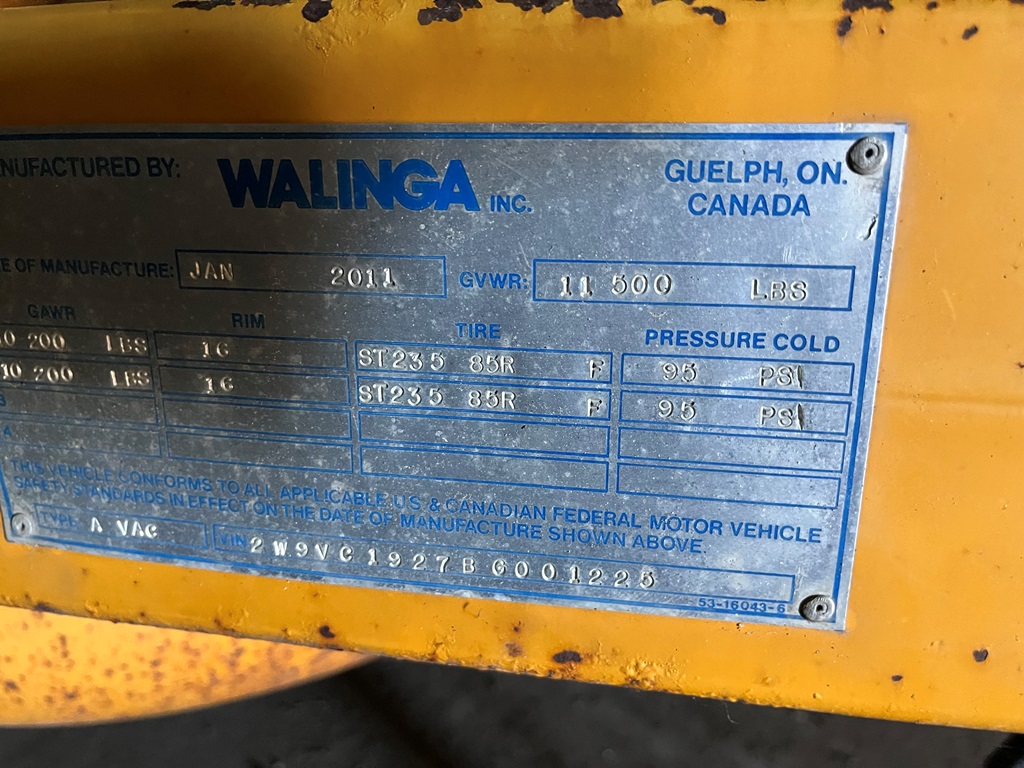 NUFACTURED BY: WALINGA INC. GUELPH, ON. CANADA
E OF MANUFACTURE: JAN 2011 GVWR: 11 500 LBS
GAWR RIM TIRE PRESSURE COLD
0 200 LBS 16 ST235 85R F 95 PSI
10 200 LBS 16 ST235 85R F 95 PSI
THIS VEHICLE CONFORMS TO ALL APPLICABLE U.S. & CANADIAN FEDERAL MOTOR VEHICLE
SAFETY STANDARDS IN EFFECT ON THE DATE OF MANUFACTURE SHOWN ABOVE.
TYPE A VAC VIN 2W9VC1927BG001225
53-16043-6